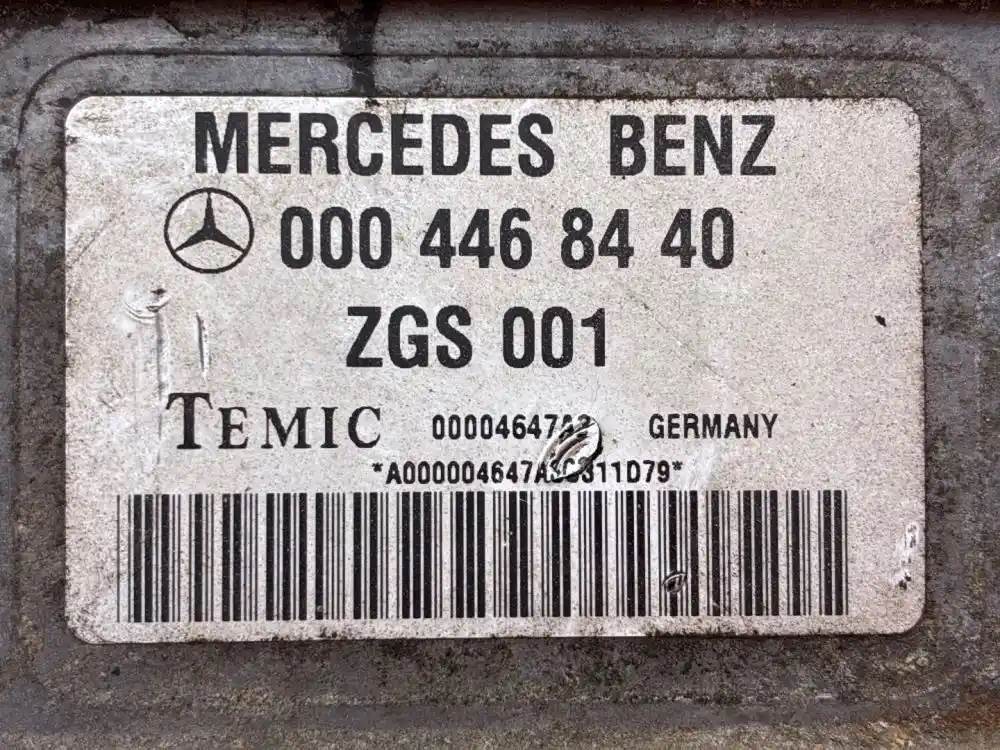 MERCEDES BENZ
000 446 84 40
ZGS 001
TEMIC GERMANY